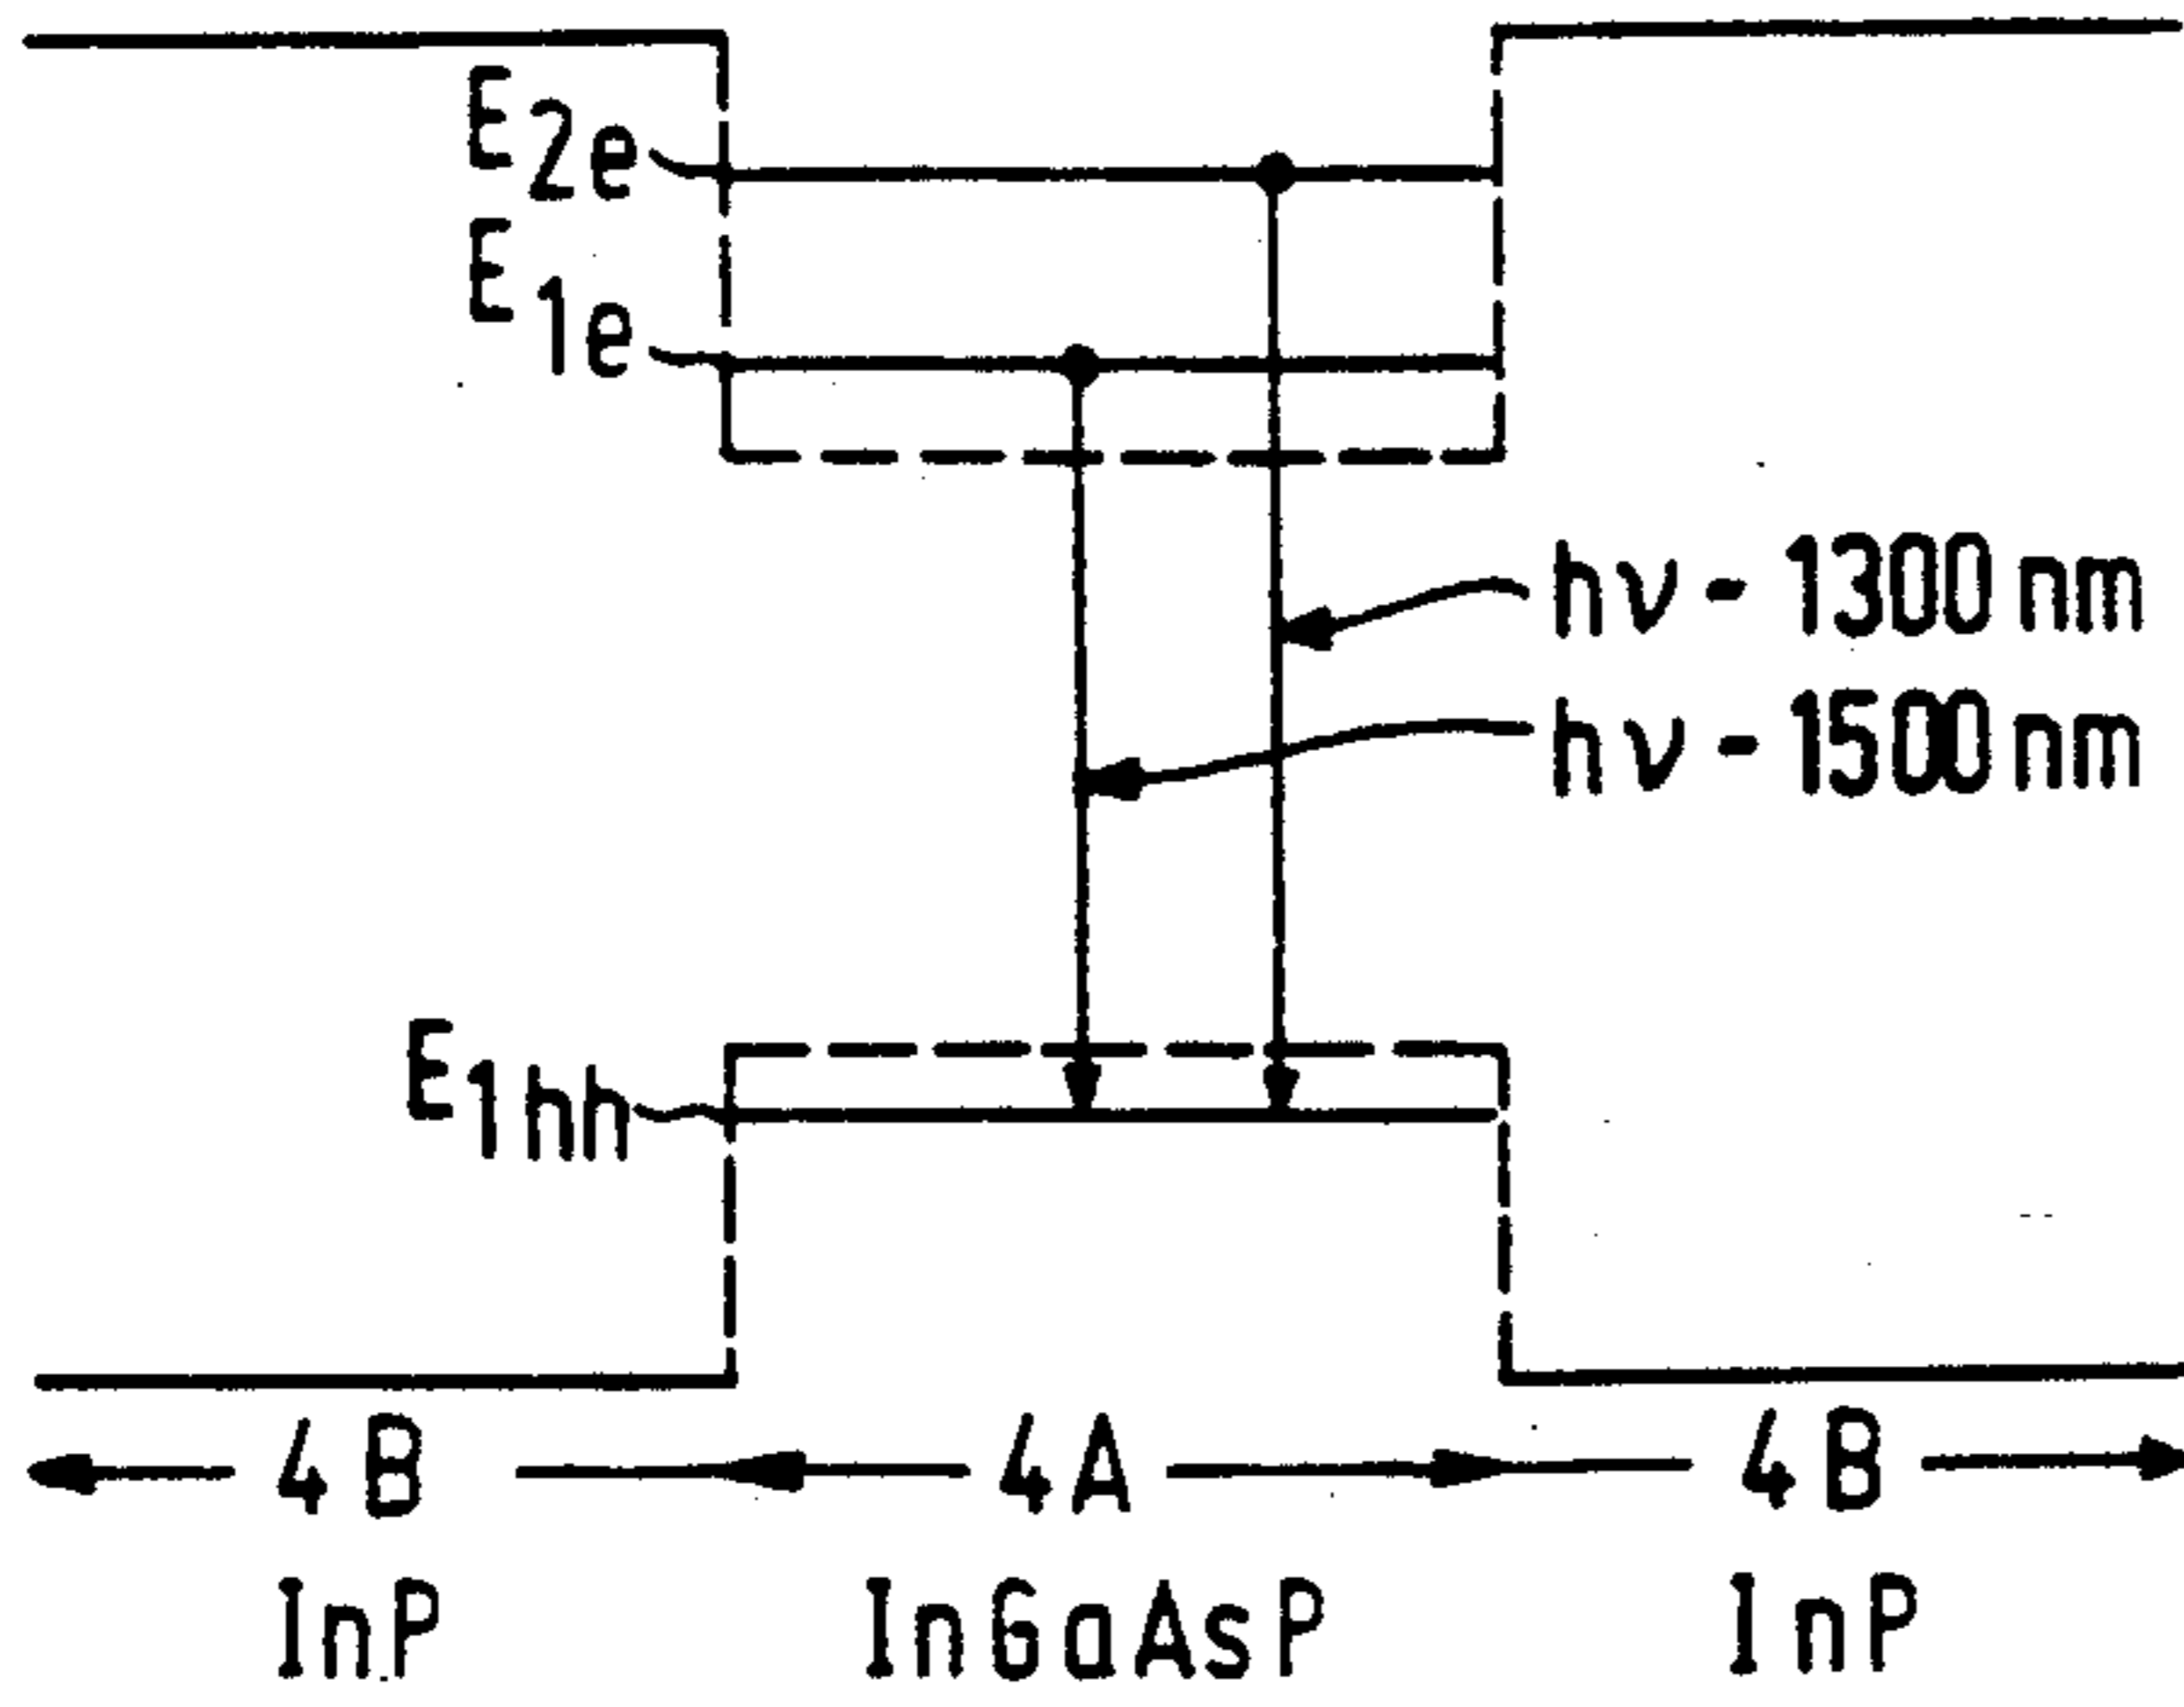 E2e
E1e
hν - 1300 nm
hν - 1500 nm
E1hh
4B 4A 4B
InP InGaAsP InP